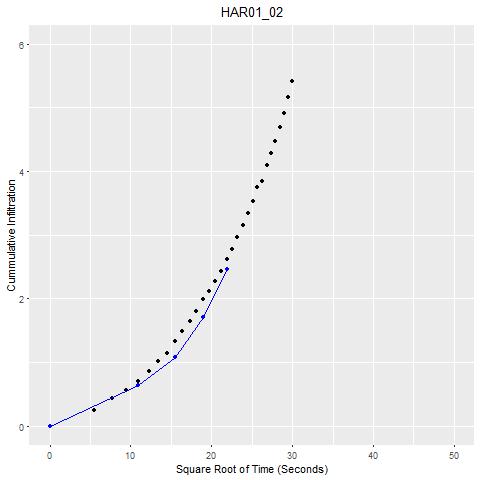 HAR01_02
6
4
2
0
0 10 20 30 40 50
Cummulative Infiltration
Square Root of Time (Seconds)